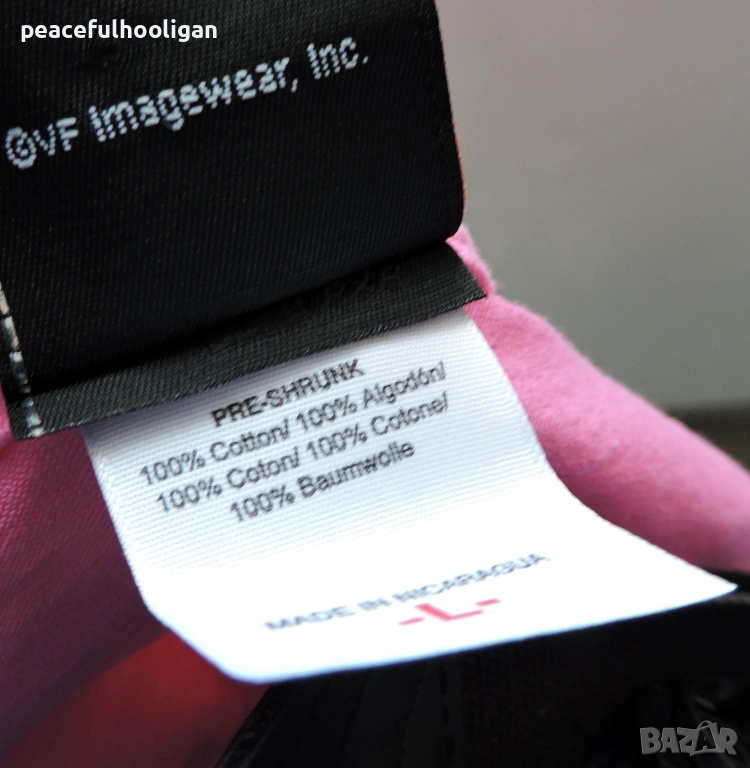 peacefulhooligan
©VF Imagewear, Inc.
PRE-SHRUNK
100% Cotton/ 100% Algodón/
100% Coton/ 100% Cotone/
100% Baumwolle
MADE IN NICARAGUA
-L-
BAZAR